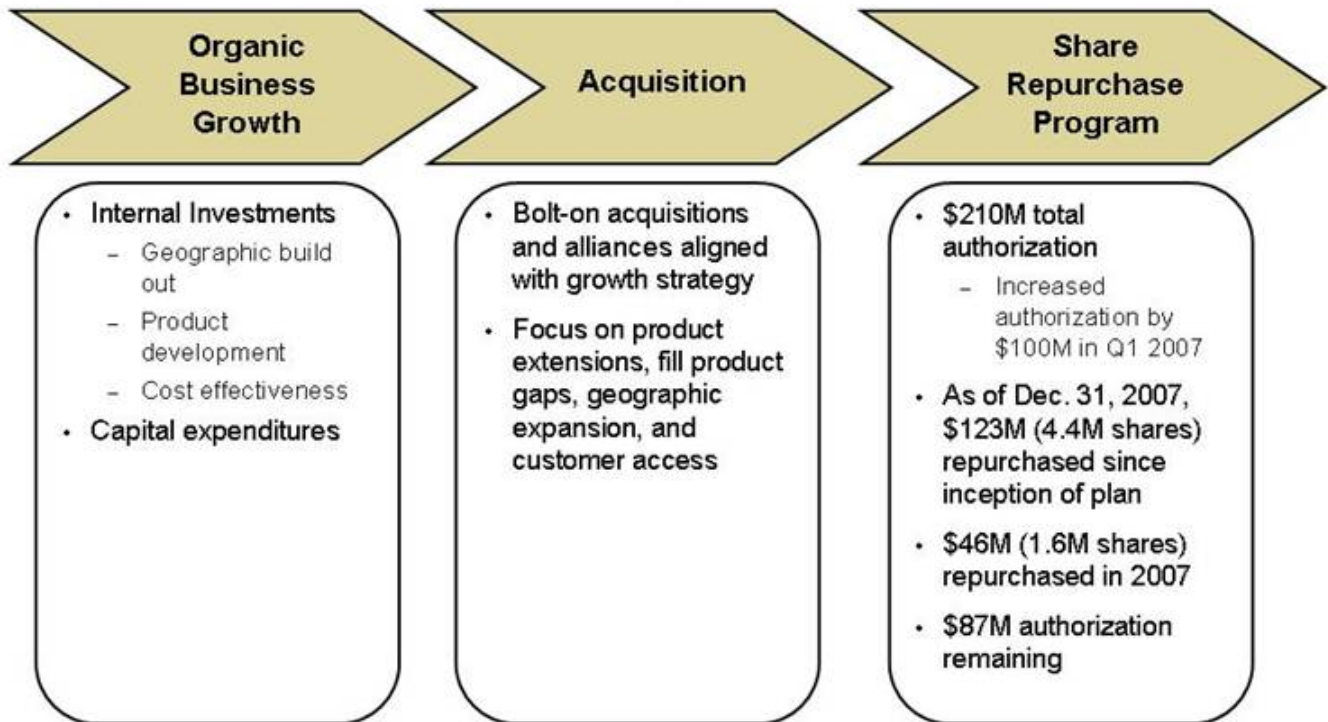 Organic
Business
Growth
• Internal Investments
– Geographic build
out
– Product
development
– Cost effectiveness
• Capital expenditures
Acquisition
• Bolt-on acquisitions
and alliances aligned
with growth strategy
• Focus on product
extensions, fill product
gaps, geographic
expansion, and
customer access
Share
Repurchase
Program
• $210M total
authorization
– Increased
authorization by
$100M in Q1 2007
• As of Dec. 31, 2007,
$123M (4.4M shares)
repurchased since
inception of plan
• $46M (1.6M shares)
repurchased in 2007
• $87M authorization
remaining